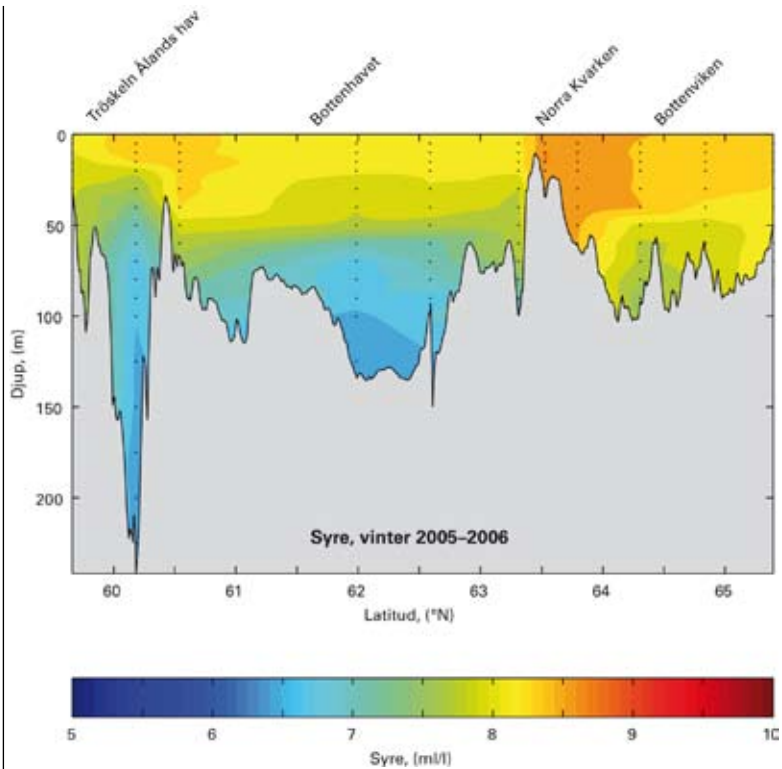 Tröskeln Ålands hav
Bottenhavet
Norra Kvarken
Bottenviken
0
50
100
150
200
Djup, (m)
Syre, vinter 2005–2006
60 61 62 63 64 65
Latitud, (°N)
5 6 7 8 9 10
Syre, (ml/l)